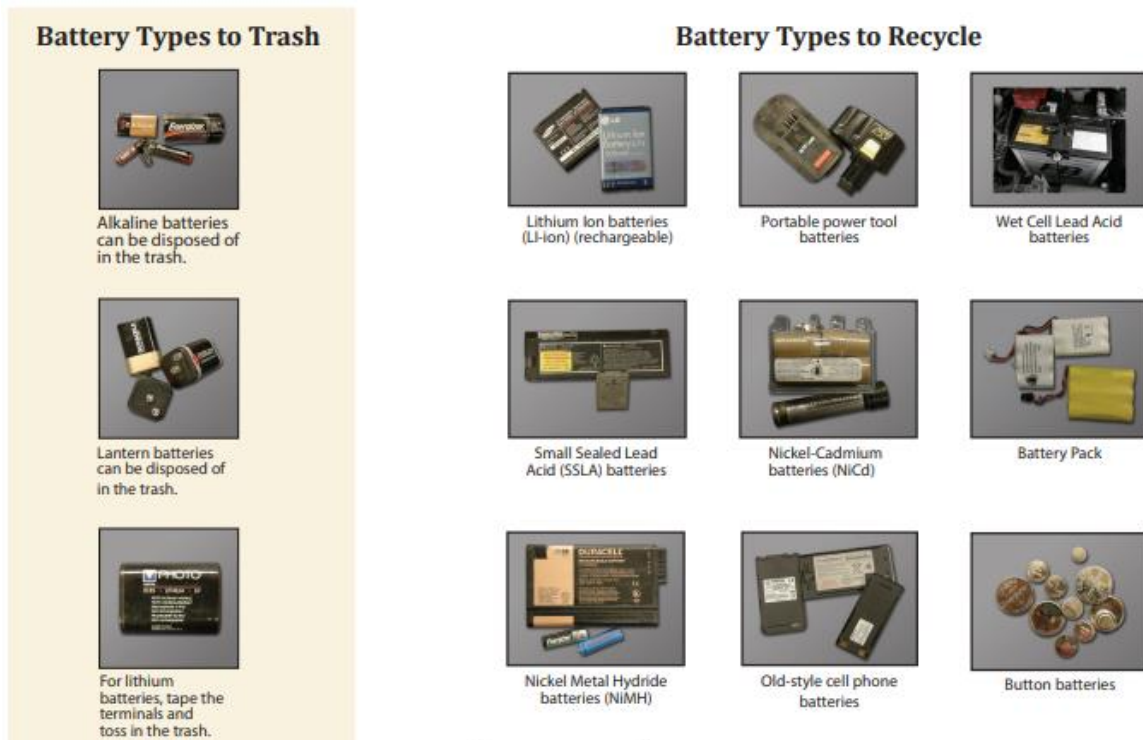 Battery Types to Trash
Alkaline batteries
can be disposed of
in the trash.
Lantern batteries
can be disposed of
in the trash.
PHOTO
For lithium
batteries, tape the
terminals and
toss in the trash.
Battery Types to Recycle
LG
Lithium Ion batteries
(LI-ion) (rechargeable)
Portable power tool
batteries
Wet Cell Lead Acid
batteries
Small Sealed Lead
Acid (SSLA) batteries
Nickel-Cadmium
batteries (NiCd)
Battery Pack
DURACELL
Nickel Metal Hydride
batteries (NiMH)
Old-style cell phone
batteries
Button batteries